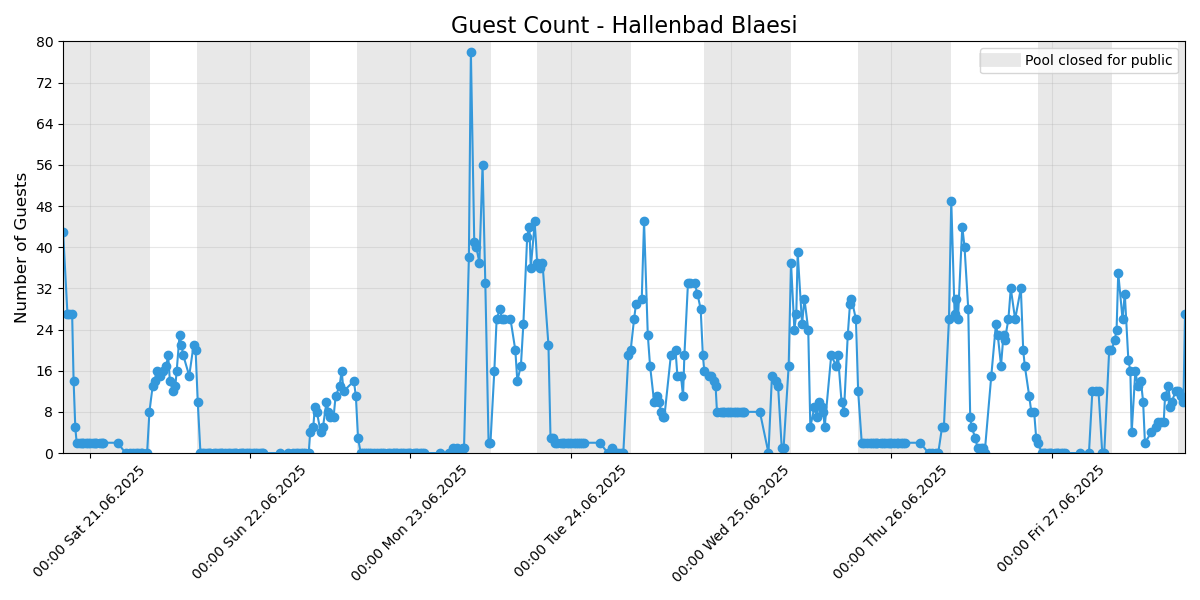 Guest Count - Hallenbad Blaesi
Pool closed for public
Number of Guests
80
72
64
56
48
40
32
24
16
8
0
00:00 Sat 21.06.2025
00:00 Sun 22.06.2025
00:00 Mon 23.06.2025
00:00 Tue 24.06.2025
00:00 Wed 25.06.2025
00:00 Thu 26.06.2025
00:00 Fri 27.06.2025